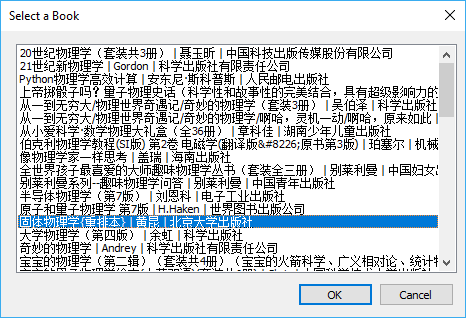 Select a Book
20世纪物理学（套装共3册） | 聂玉昕 | 中国科技出版传媒股份有限公司
21世纪新物理学 | Gordon | 科学出版社有限责任公司
Python物理学高效计算 | 安东尼·斯科普斯 | 人民邮电出版社
上帝掷骰子吗？量子物理史话（科学性和故事性的完美结合，具有超级影响力的
从一到无穷大/物理世界奇遇记/奇妙的物理学（套装3册） | 吴伯泽 | 科学出版社
从一到无穷大/物理世界奇遇记/奇妙的物理学/啊哈，灵机一动/啊哈，原来如此 |
从小爱科学·数学物理大礼盒（全36册） | 章科佳 | 湖南少年儿童出版社
伯克利物理学教程(SI版) 第2卷 电磁学(翻译版&#8226;原书第3版) | 珀塞尔 | 机械
像物理学家一样思考 | 盖瑞 | 海南出版社
全世界孩子最喜爱的大师趣味物理学丛书（套装全三册） | 别莱利曼 | 中国妇女出
别莱利曼系列--趣味物理学问答 | 别莱利曼 | 中国青年出版社
半导体物理学（第7版） | 刘恩科 | 电子工业出版社
原子和量子物理学 第7版 | H.Haken | 世界图书出版公司
固体物理学(重排本) | 黄昆 | 北京大学出版社
大学物理学（第四版） | 余虹 | 科学出版社
奇妙的物理学 | Andrey | 科学出版社有限责任公司
宝宝的物理学（第二辑）（套装共4册）（宝宝的火箭科学、广义相对论、统计物
OK
Cancel